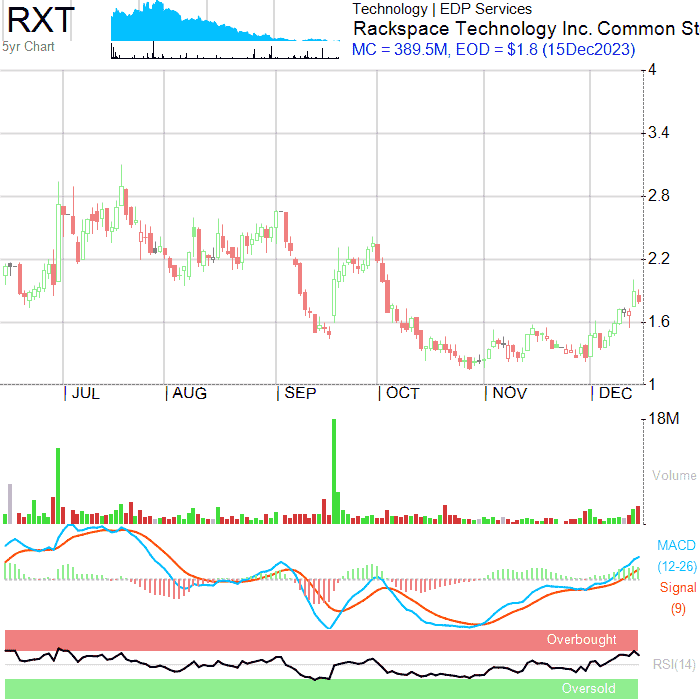 RXT
5yr Chart
Technology | EDP Services
Rackspace Technology Inc. Common St
MC = 389.5M, EOD = $1.8 (15Dec2023)
4
3.4
2.8
2.2
1.6
1
| JUL | AUG | SEP | OCT | NOV | DEC
18M
Volume
MACD
(12-26)
Signal
(9)
Overbought
RSI(14)
Oversold